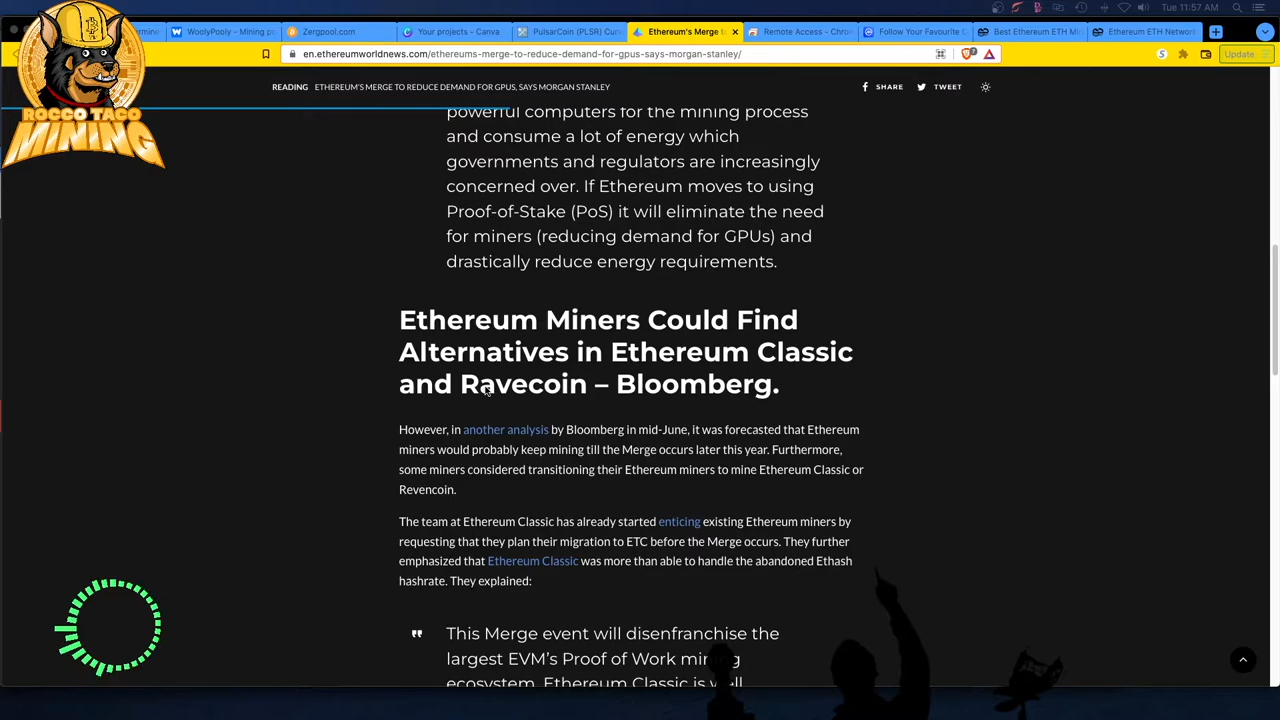 Tue 11:57 AM
WoolyPooly - Mining po
Zergpool.com
Your projects - Canva
PulsarCoin (PLSR) Curr
Ethereum's Merge t
Remote Access - Chro
Follow Your Favourite C
Best Ethereum ETH Min
Ethereum ETH Network
en.ethereumworldnews.com/ethereums-merge-to-reduce-demand-for-gpus-says-morgan-stanley/
7
S
Update
ROCCO TACO
MINING
READING ETHEREUM'S MERGE TO REDUCE DEMAND FOR GPUS, SAYS MORGAN STANLEY
SHARE
TWEET
powerful computers for the mining process
and consume a lot of energy which
governments and regulators are increasingly
concerned over. If Ethereum moves to using
Proof-of-Stake (PoS) it will eliminate the need
for miners (reducing demand for GPUs) and
drastically reduce energy requirements.
Ethereum Miners Could Find
Alternatives in Ethereum Classic
and Ravecoin – Bloomberg.
However, in another analysis by Bloomberg in mid-June, it was forecasted that Ethereum
miners would probably keep mining till the Merge occurs later this year. Furthermore,
some miners considered transitioning their Ethereum miners to mine Ethereum Classic or
Revencoin.
The team at Ethereum Classic has already started enticing existing Ethereum miners by
requesting that they plan their migration to ETC before the Merge occurs. They further
emphasized that Ethereum Classic was more than able to handle the abandoned Ethash
hashrate. They explained:
" This Merge event will disenfranchise the
largest EVM's Proof of Work mining
ecosystem. Ethereum Classic is well